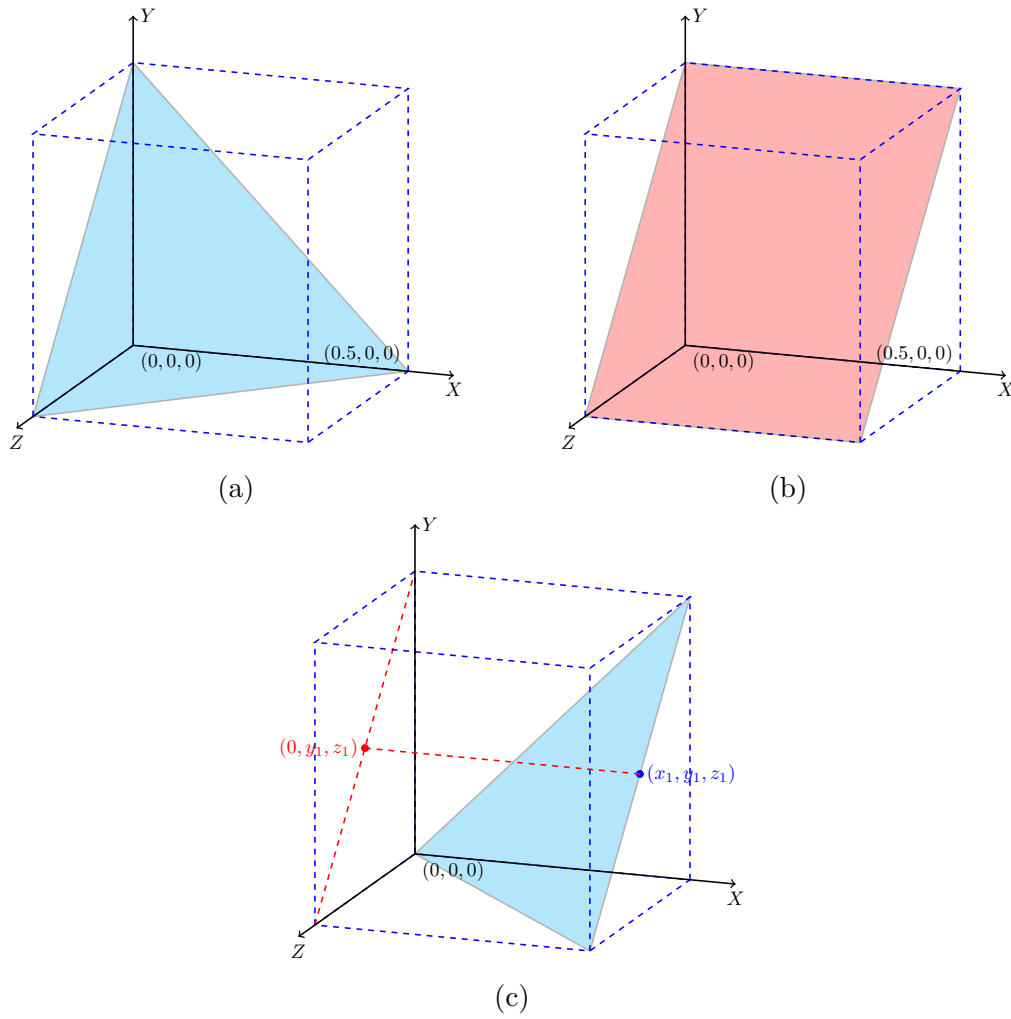 Y
(0, 0, 0)
(0.5, 0, 0)
X
Z
(a)
Y
(0, 0, 0)
(0.5, 0, 0)
X
Z
(b)
Y
(0, y₁, z₁)
(x₁, y₁, z₁)
(0, 0, 0)
X
Z
(c)